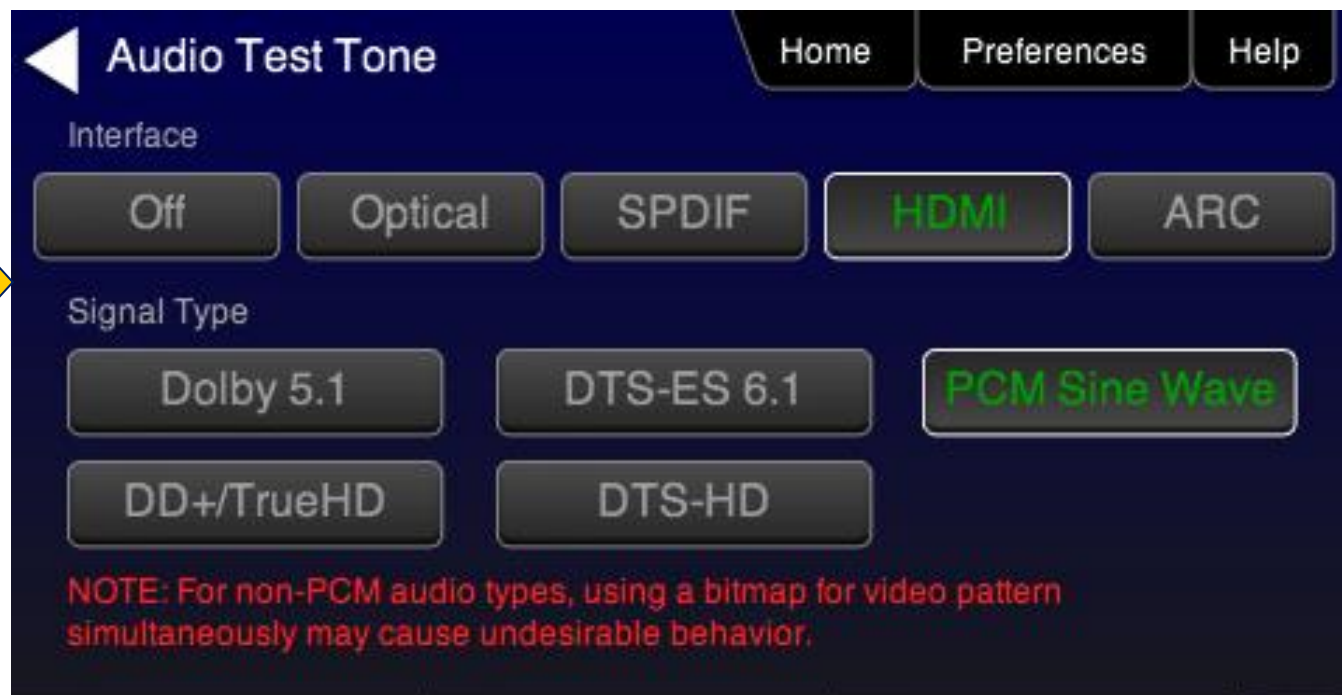 Audio Test Tone Home Preferences Help
Interface
Off Optical SPDIF HDMI ARC
Signal Type
Dolby 5.1 DTS-ES 6.1 PCM Sine Wave
DD+/TrueHD DTS-HD
NOTE: For non-PCM audio types, using a bitmap for video pattern
simultaneously may cause undesirable behavior.